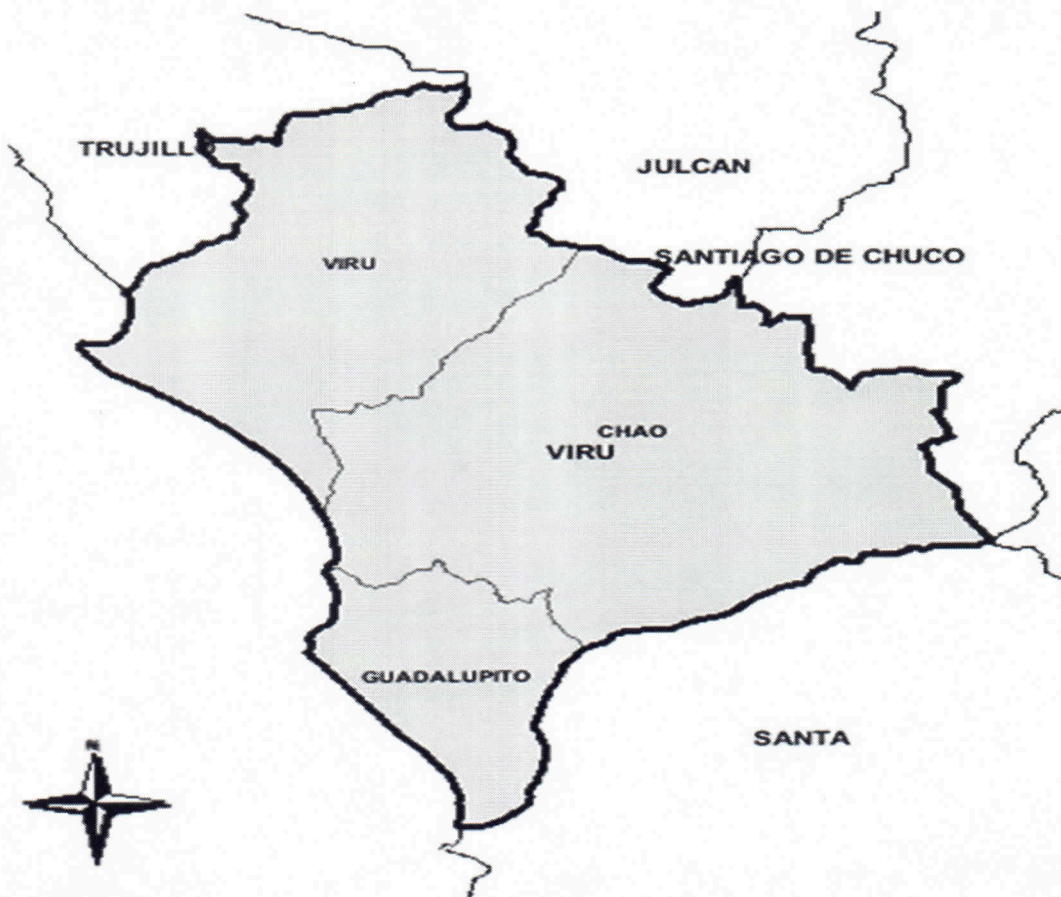 TRUJILLO
JULCAN
SANTIAGO DE CHUCO
VIRU
CHAO
VIRU
GUADALUPITO
SANTA
N